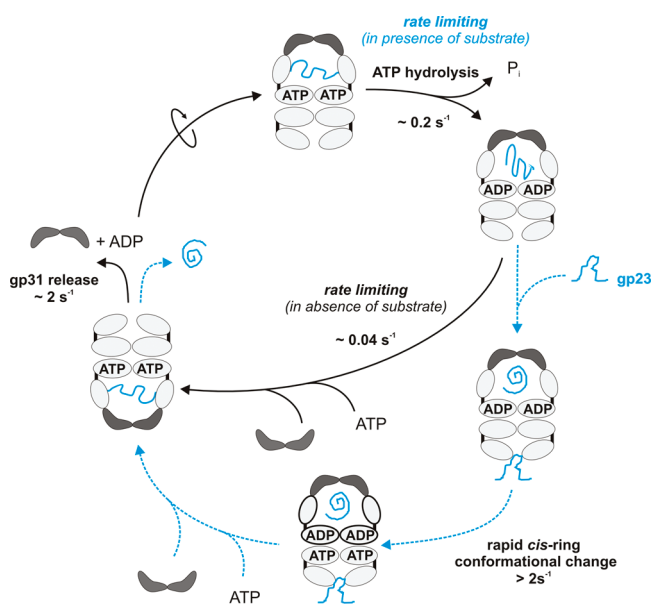 rate limiting
(in presence of substrate)
ATP hydrolysis
P i
~ 0.2 s⁻¹
ATP ATP
ADP ADP
+ ADP
gp31 release
~ 2 s⁻¹
rate limiting
(in absence of substrate)
~ 0.04 s⁻¹
gp23
ATP ATP
ATP
ADP ADP
ADP ADP
ATP ATP
ATP
rapid cis-ring
conformational change
> 2s⁻¹